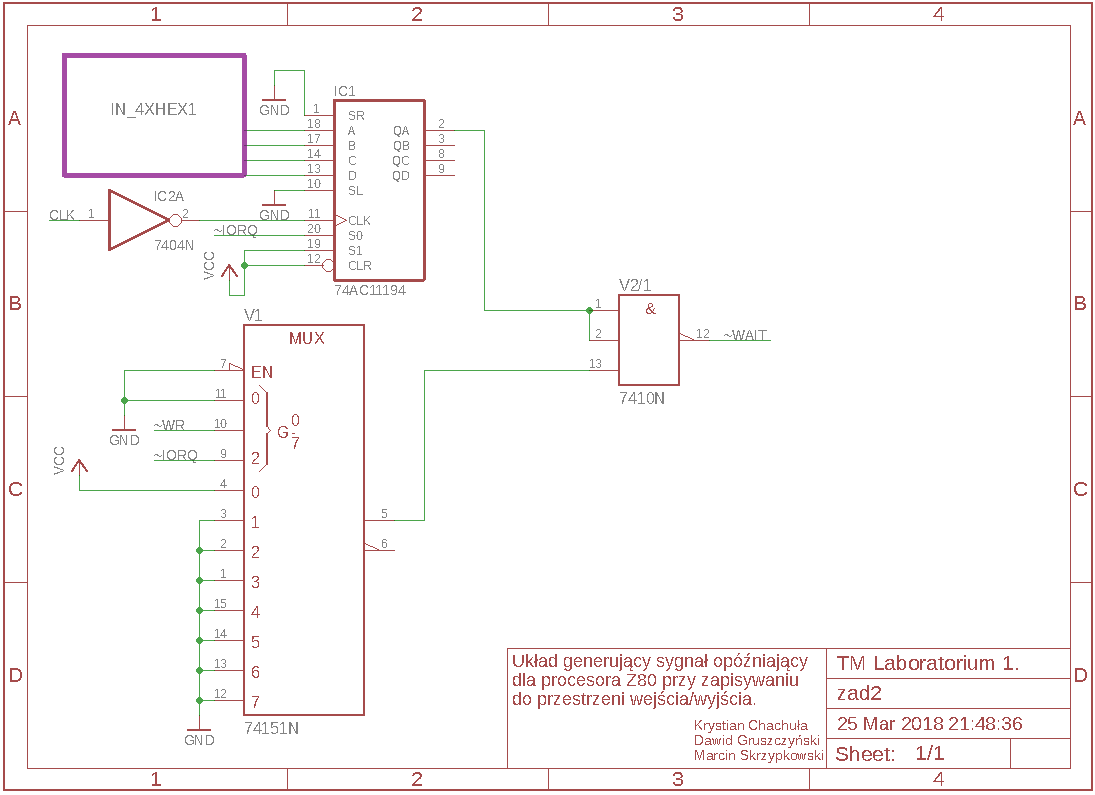 1 2 3 4
A A
B B
C C
D D
1 2 3 4
IN_4XHEX1
GND
IC1
1 SR
18 A QA 2
17 B QB 3
14 C QC 8
13 D QD 9
10 SL
GND
11 CLK
~IORQ 20 S0
19 S1
12 CLR
74AC11194
IC2A
CLK 1 2
7404N
VCC
V1
MUX
7 EN
11 0
~WR 10
~IORQ 9 2
G 0 - 7
GND
VCC
4 0
3 1
2 2
1 3
15 4
14 5
13 6
12 7
5
6
GND
74151N
V2/1
&
1
2
13
12 ~WAIT
7410N
Układ generujący sygnał opóźniający
dla procesora Z80 przy zapisywaniu
do przestrzeni wejścia/wyjścia.
Krystian Chachuła
Dawid Gruszczyński
Marcin Skrzypkowski
TM Laboratorium 1.
zad2
25 Mar 2018 21:48:36
Sheet: 1/1